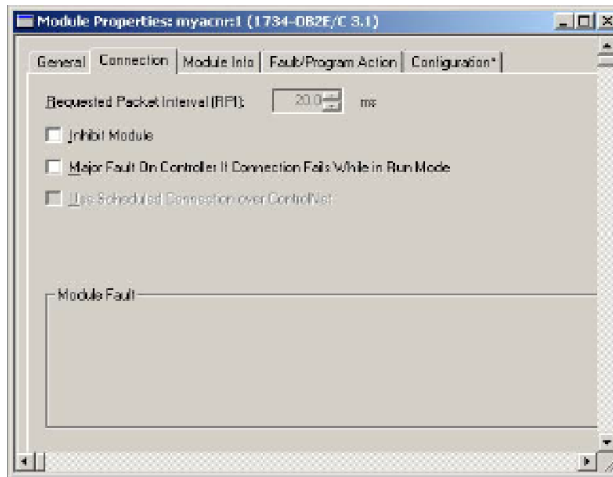 Module Properties: myacnr:1 (1734-OB2E/C 3.1)
General Connection Module Info Fault/Program Action Configuration*
Requested Packet Interval (RPI): 20.0 ms
Inhibit Module
Major Fault On Controller If Connection Fails While in Run Mode
Use Scheduled Connection over ControlNet
Module Fault